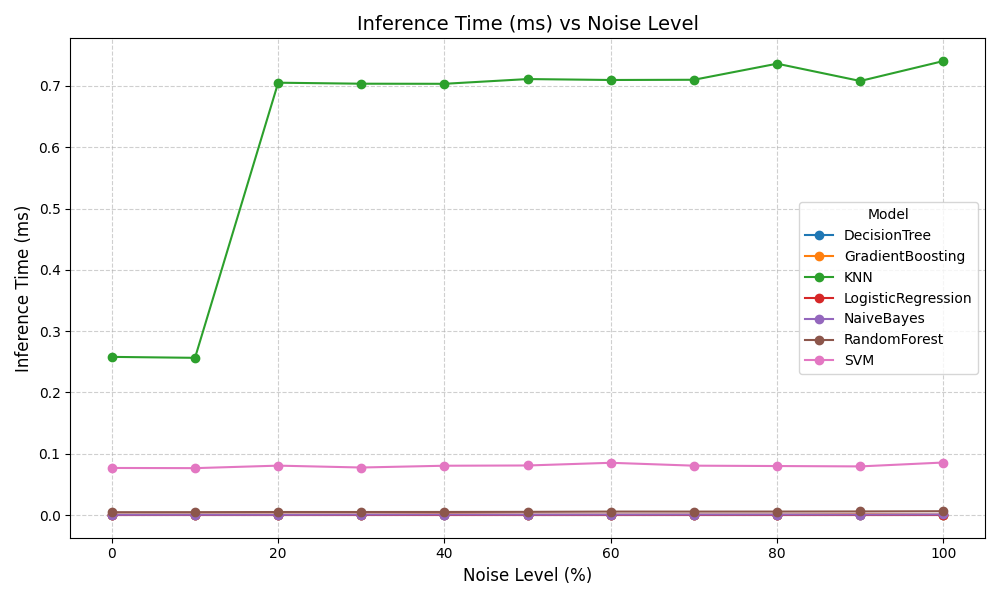 Inference Time (ms) vs Noise Level
Inference Time (ms)
0.7
0.6
0.5
0.4
0.3
0.2
0.1
0.0
Model
DecisionTree
GradientBoosting
KNN
LogisticRegression
NaiveBayes
RandomForest
SVM
0 20 40 60 80 100
Noise Level (%)